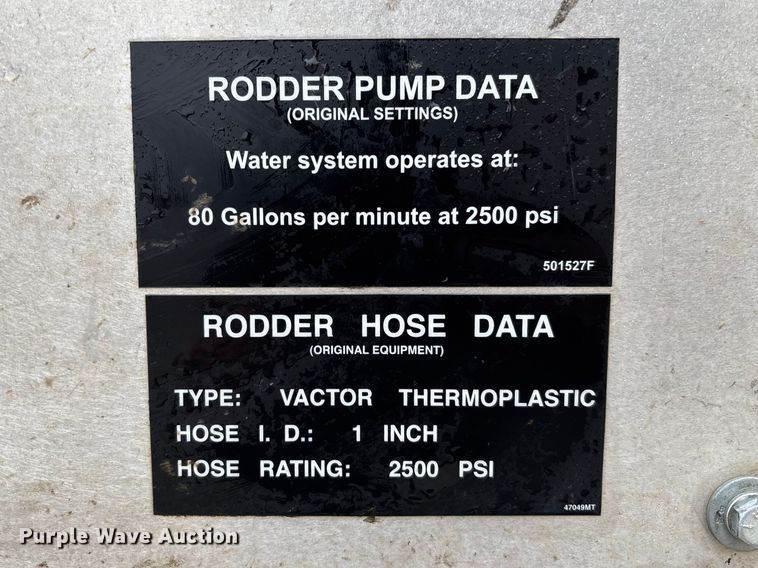 RODDER PUMP DATA
(ORIGINAL SETTINGS)
Water system operates at:
80 Gallons per minute at 2500 psi
501527F
RODDER HOSE DATA
(ORIGINAL EQUIPMENT)
TYPE: VACTOR THERMOPLASTIC
HOSE I. D.: 1 INCH
HOSE RATING: 2500 PSI
47049MT
Purple Wave Auction